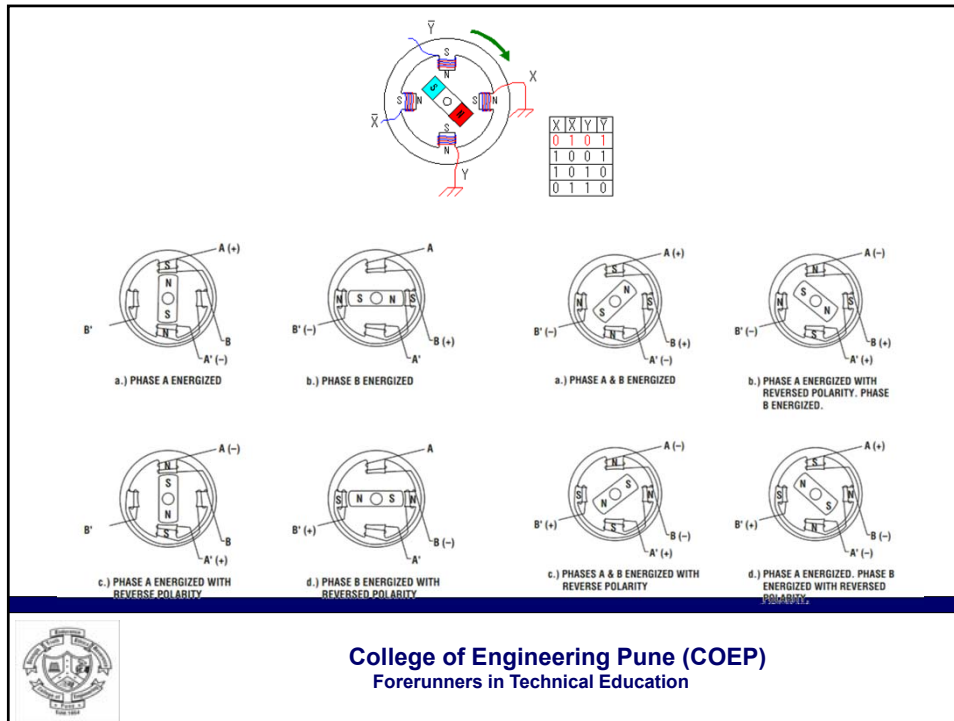 Ȳ
S
N
X
S N
S
S N
N
X̄
S
N
Y
X X̄ Y Ȳ
0 1 0 1
1 0 0 1
1 0 1 0
0 1 1 0
A (+)
S
N
S
N
B'
B
A' (–)
a.) PHASE A ENERGIZED
A
N S N S
B' (–)
B (+)
A'
b.) PHASE B ENERGIZED
A (+)
S
N
N
S
S
N
B' (–)
B (+)
A' (–)
a.) PHASE A & B ENERGIZED
A (–)
N
S
N
S
N
S
B' (–)
B (+)
A' (+)
b.) PHASE A ENERGIZED WITH
REVERSED POLARITY. PHASE
B ENERGIZED.
A (–)
N
S
N
S
B'
B
A' (+)
c.) PHASE A ENERGIZED WITH
REVERSE POLARITY
A
S N S N
B' (+)
B (–)
A'
d.) PHASE B ENERGIZED WITH
REVERSED POLARITY
A (–)
N
S
S
N
N
S
B' (+)
B (–)
A' (+)
c.) PHASES A & B ENERGIZED WITH
REVERSE POLARITY
A (+)
S
N
S
N
S
N
B' (+)
B (–)
A' (–)
d.) PHASE A ENERGIZED. PHASE B
ENERGIZED WITH REVERSED
POLARITY
College of Engineering Pune (COEP)
Forerunners in Technical Education